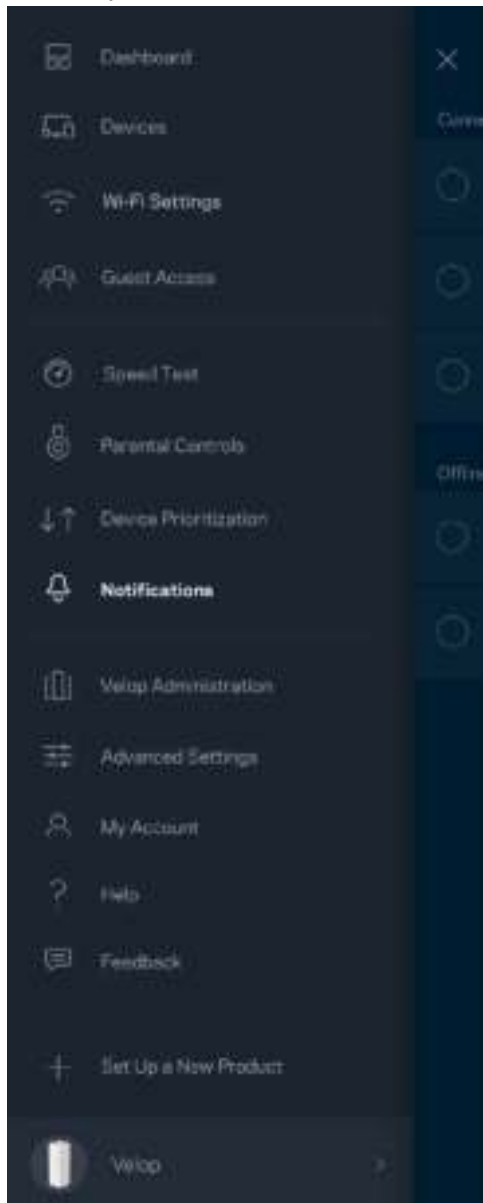 Dashboard
Devices
Wi-Fi Settings
Guest Access
Speed Test
Parental Controls
Device Prioritization
Notifications
Velop Administration
Advanced Settings
My Account
Help
Feedback
Set Up a New Product
Velop